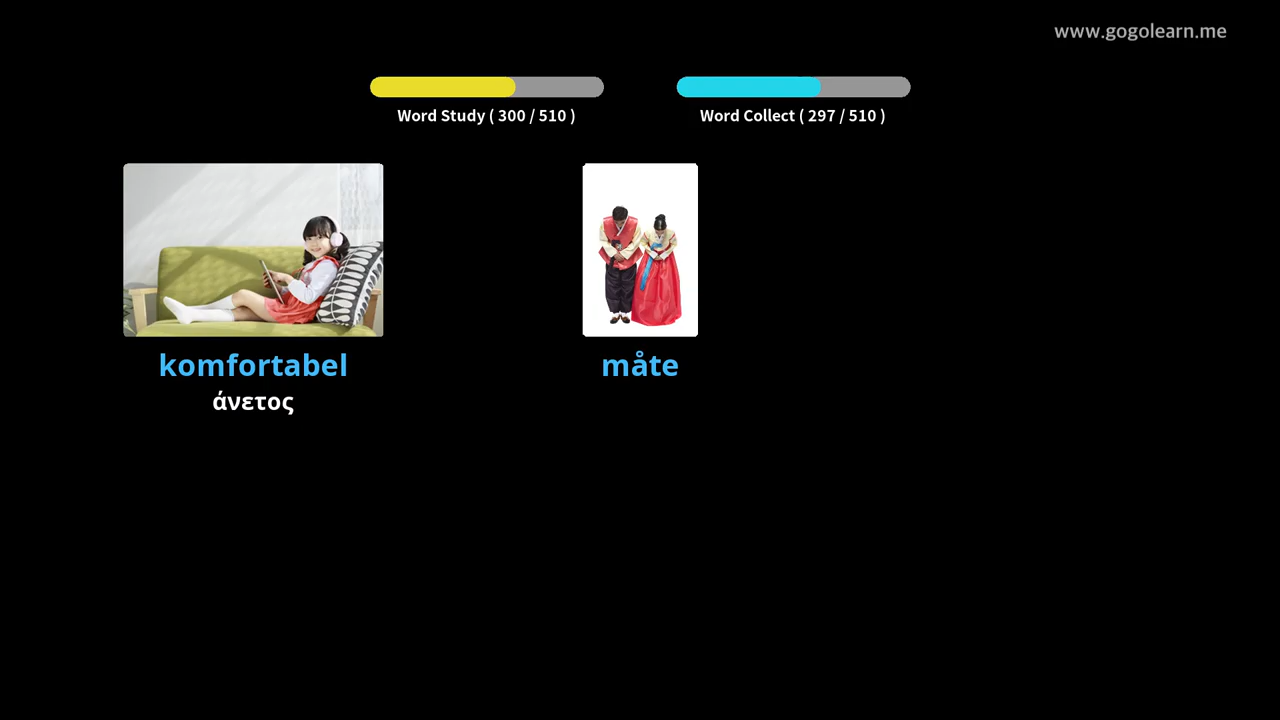 www.gogolearn.me
Word Study ( 300 / 510 )
Word Collect ( 297 / 510 )
komfortabel
άνετος
måte